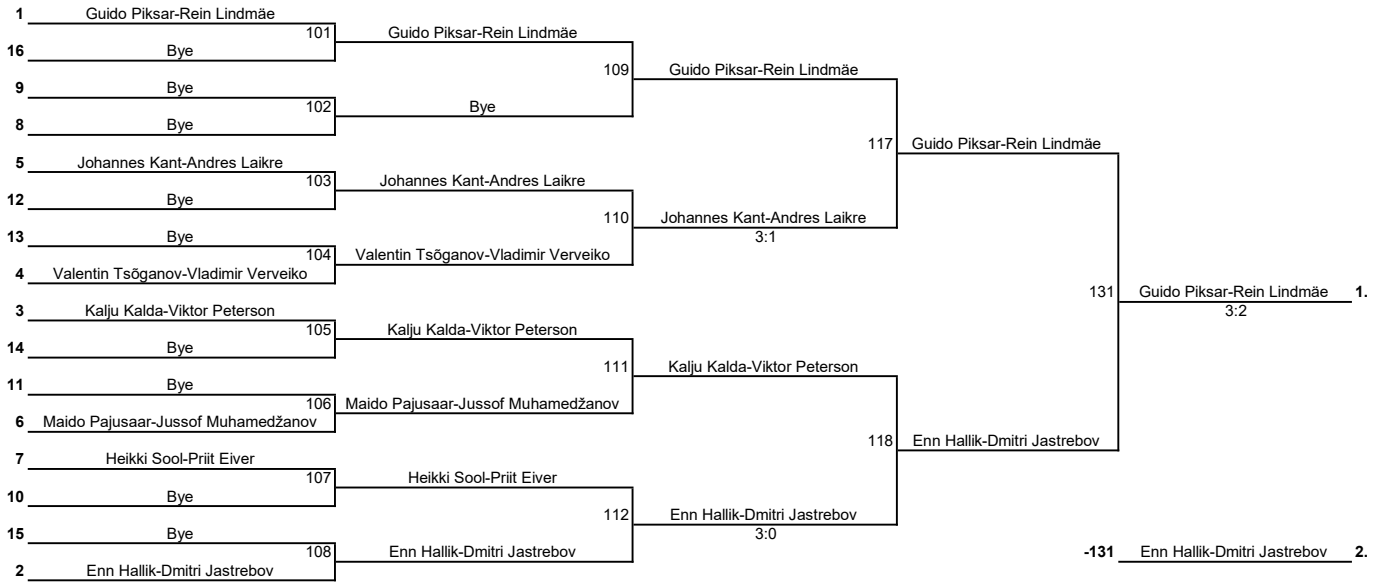 1 Guido Piksar-Rein Lindmäe
101 Guido Piksar-Rein Lindmäe
16 Bye
109 Guido Piksar-Rein Lindmäe
9 Bye
102 Bye
8 Bye
117 Guido Piksar-Rein Lindmäe
5 Johannes Kant-Andres Laikre
103 Johannes Kant-Andres Laikre
12 Bye
110 Johannes Kant-Andres Laikre
13 Bye
3:1
104 Valentin Tsõganov-Vladimir Verveiko
4 Valentin Tsõganov-Vladimir Verveiko
131 Guido Piksar-Rein Lindmäe 1.
3 Kalju Kalda-Viktor Peterson
3:2
105 Kalju Kalda-Viktor Peterson
14 Bye
111 Kalju Kalda-Viktor Peterson
11 Bye
106 Maido Pajusaar-Jussof Muhamedžanov
6 Maido Pajusaar-Jussof Muhamedžanov
118 Enn Hallik-Dmitri Jastrebov
7 Heikki Sool-Priit Eiver
107 Heikki Sool-Priit Eiver
10 Bye
112 Enn Hallik-Dmitri Jastrebov
15 Bye
3:0
108 Enn Hallik-Dmitri Jastrebov
-131 Enn Hallik-Dmitri Jastrebov 2.
2 Enn Hallik-Dmitri Jastrebov